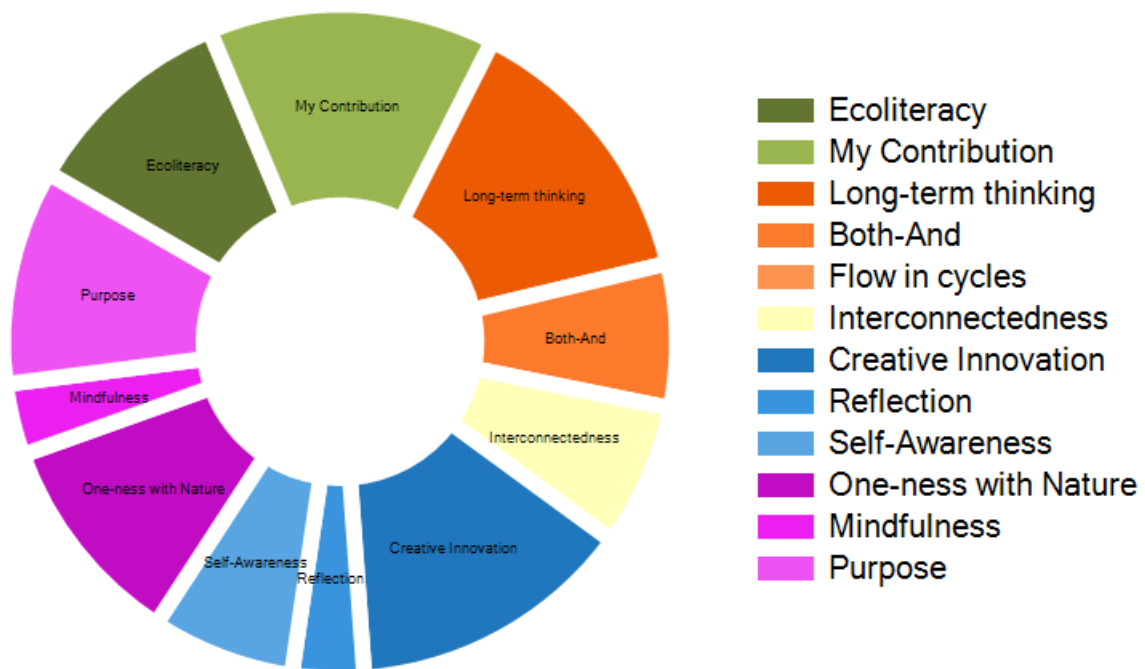 My Contribution
Ecoliteracy
Long-term thinking
Purpose
Both-And
Mindfulness
Interconnectedness
One-ness with Nature
Creative Innovation
Self-Awareness
Reflection
Ecoliteracy
My Contribution
Long-term thinking
Both-And
Flow in cycles
Interconnectedness
Creative Innovation
Reflection
Self-Awareness
One-ness with Nature
Mindfulness
Purpose